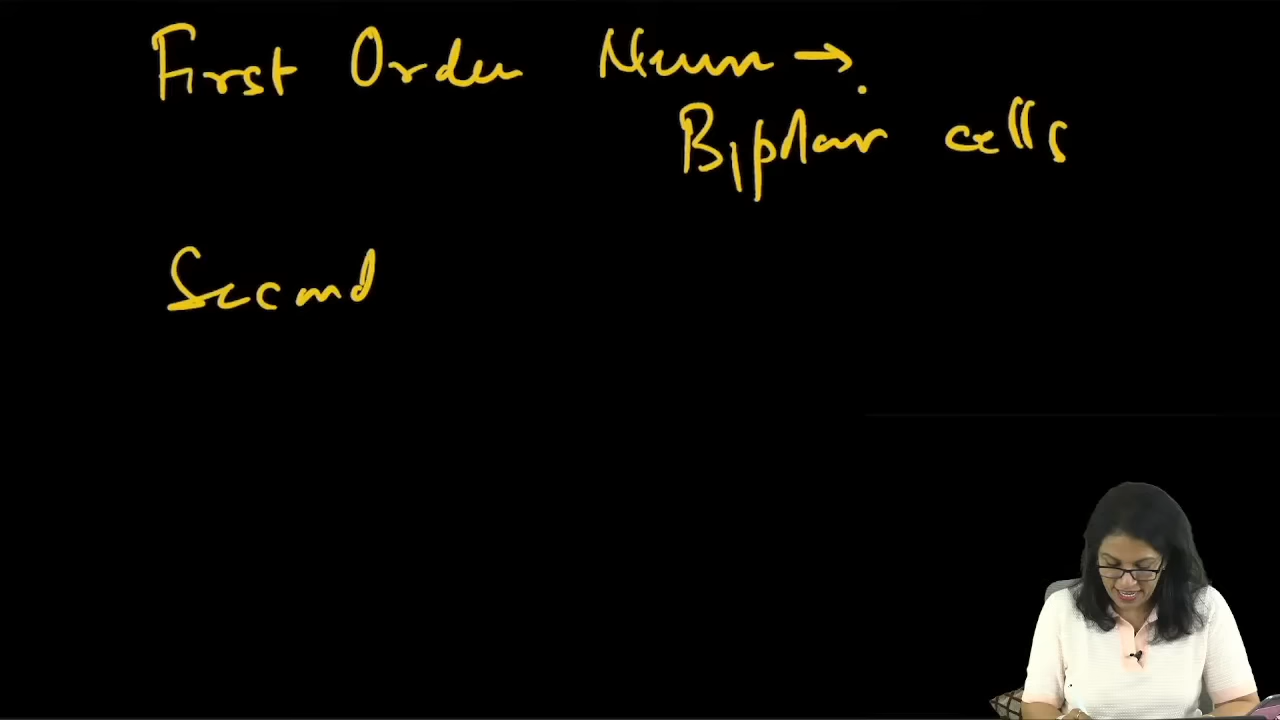 First Order Neuron →
Bipolar cells
Second